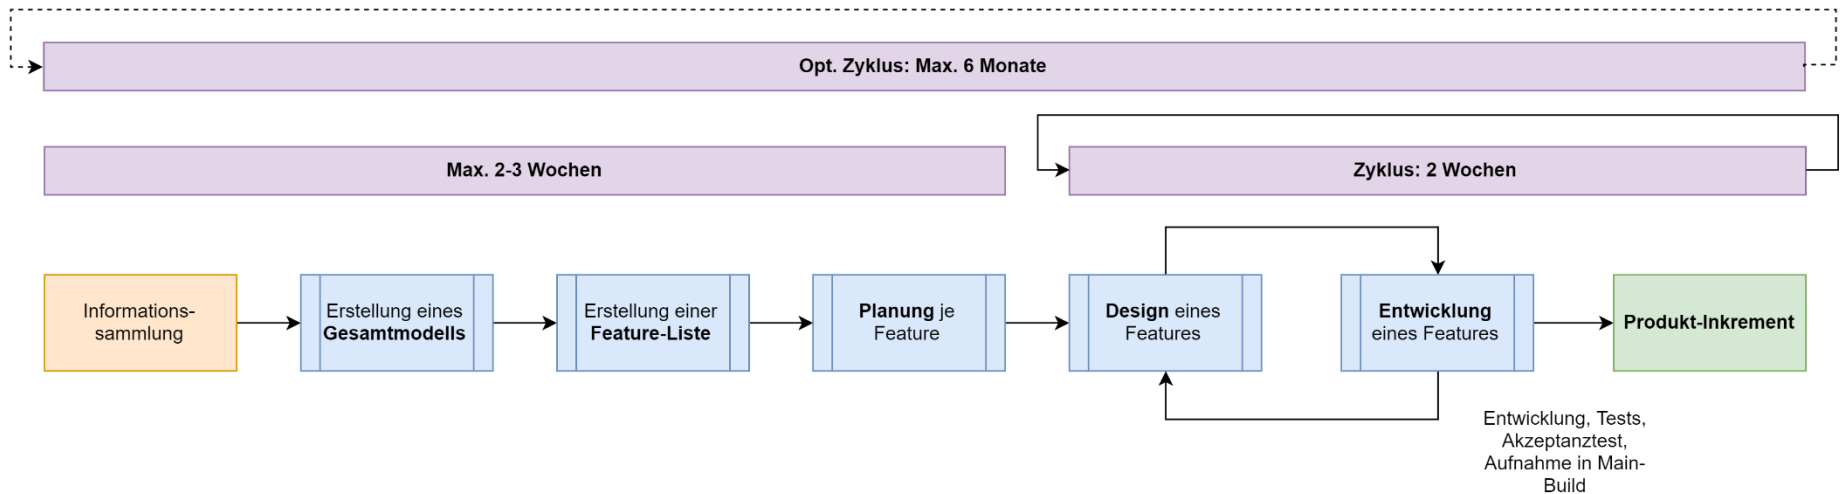 Opt. Zyklus: Max. 6 Monate
Max. 2-3 Wochen
Zyklus: 2 Wochen
Informations-
sammlung
Erstellung eines
Gesamtmodells
Erstellung einer
Feature-Liste
Planung je
Feature
Design eines
Features
Entwicklung
eines Features
Produkt-Inkrement
Entwicklung, Tests,
Akzeptanztest,
Aufnahme in Main-
Build